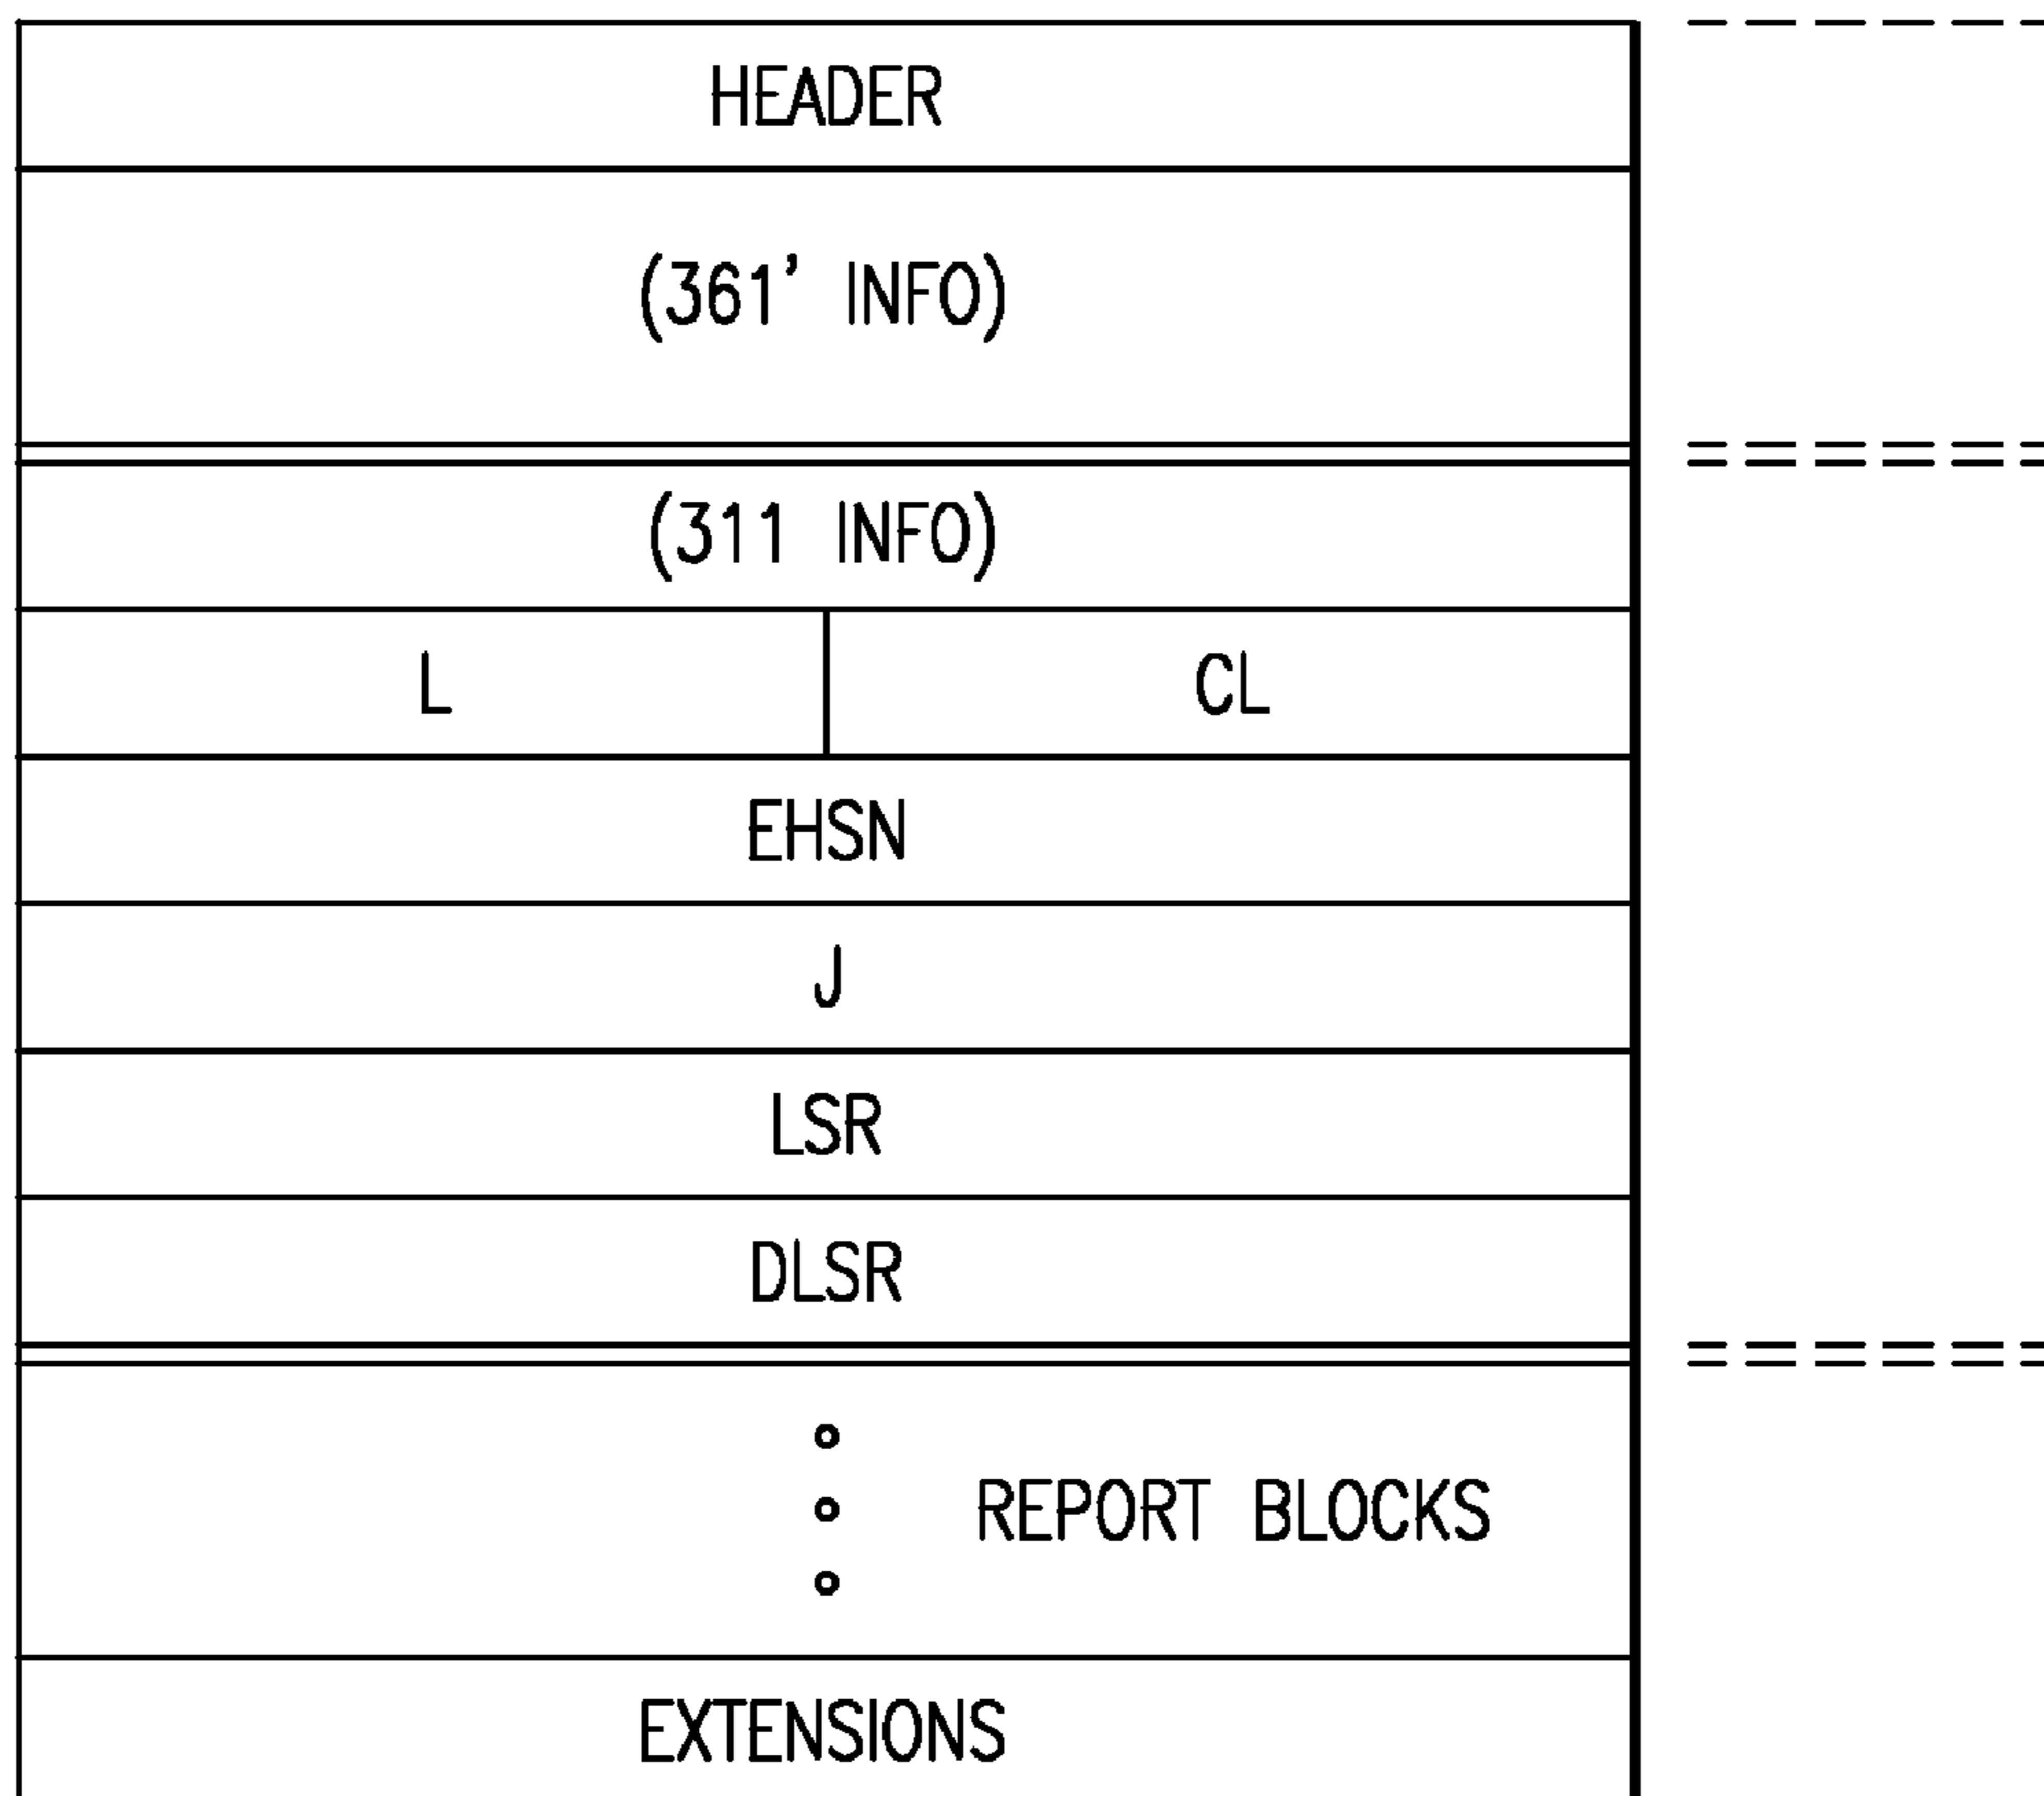 HEADER
(361' INFO)
(311 INFO)
L CL
EHSN
J
LSR
DLSR
REPORT BLOCKS
EXTENSIONS